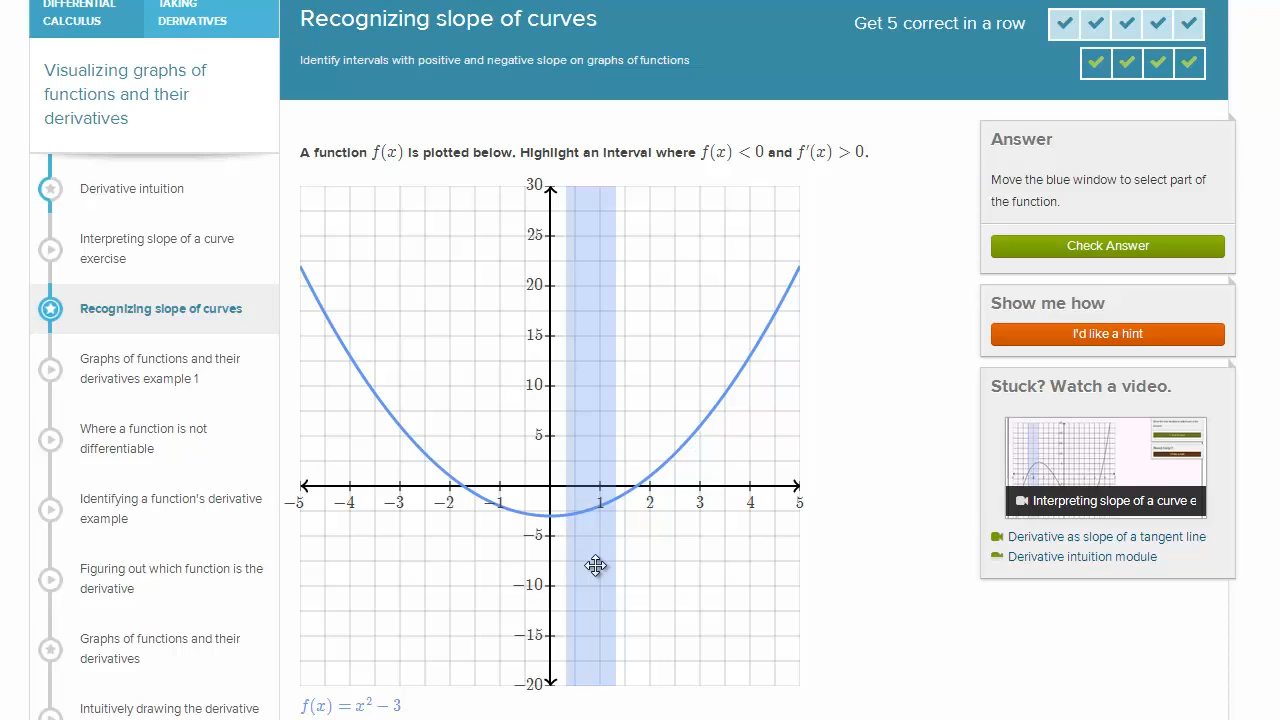 DIFFERENTIAL
CALCULUS
TAKING
DERIVATIVES
Recognizing slope of curves
Identify intervals with positive and negative slope on graphs of functions
Get 5 correct in a row
Visualizing graphs of
functions and their
derivatives
Derivative intuition
Interpreting slope of a curve
exercise
Recognizing slope of curves
Graphs of functions and their
derivatives example 1
Where a function is not
differentiable
Identifying a function's derivative
example
Figuring out which function is the
derivative
Graphs of functions and their
derivatives
Intuitively drawing the derivative
A function f(x) is plotted below. Highlight an interval where f(x) < 0 and f′(x) > 0.
30
25
20
15
10
5
−5 −4 −3 −2 −1 1 2 3 4 5
−5
−10
−15
−20
f(x) = x² − 3
Answer
Move the blue window to select part of
the function.
Check Answer
Show me how
I'd like a hint
Stuck? Watch a video.
Interpreting slope of a curve e
Derivative as slope of a tangent line
Derivative intuition module